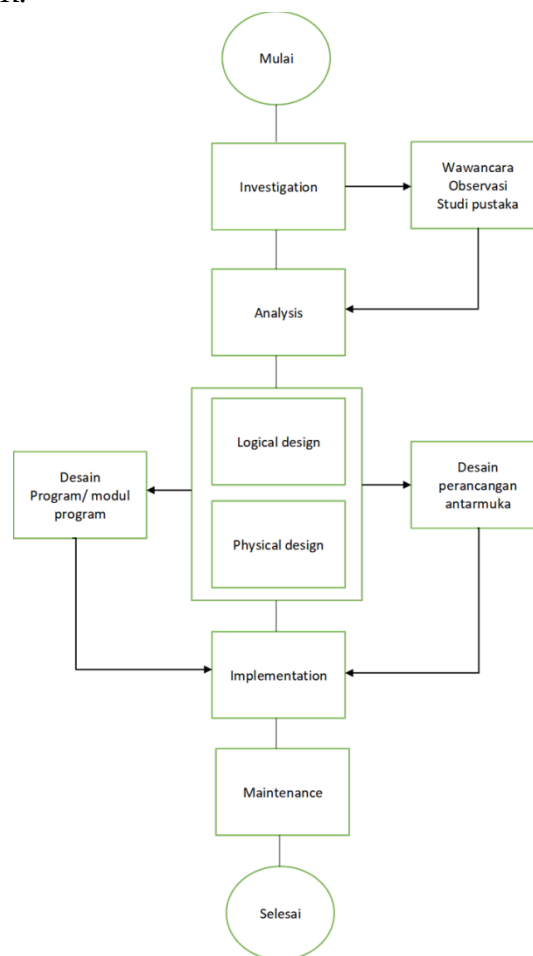 Mulai
Investigation
Wawancara
Observasi
Studi pustaka
Analysis
Logical design
Desain
Program/ modul
program
Desain
perancangan
antarmuka
Physical design
Implementation
Maintenance
Selesai